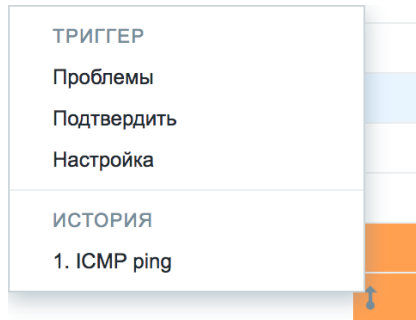 ТРИГГЕР
Проблемы
Подтвердить
Настройка
ИСТОРИЯ
1. ICMP ping